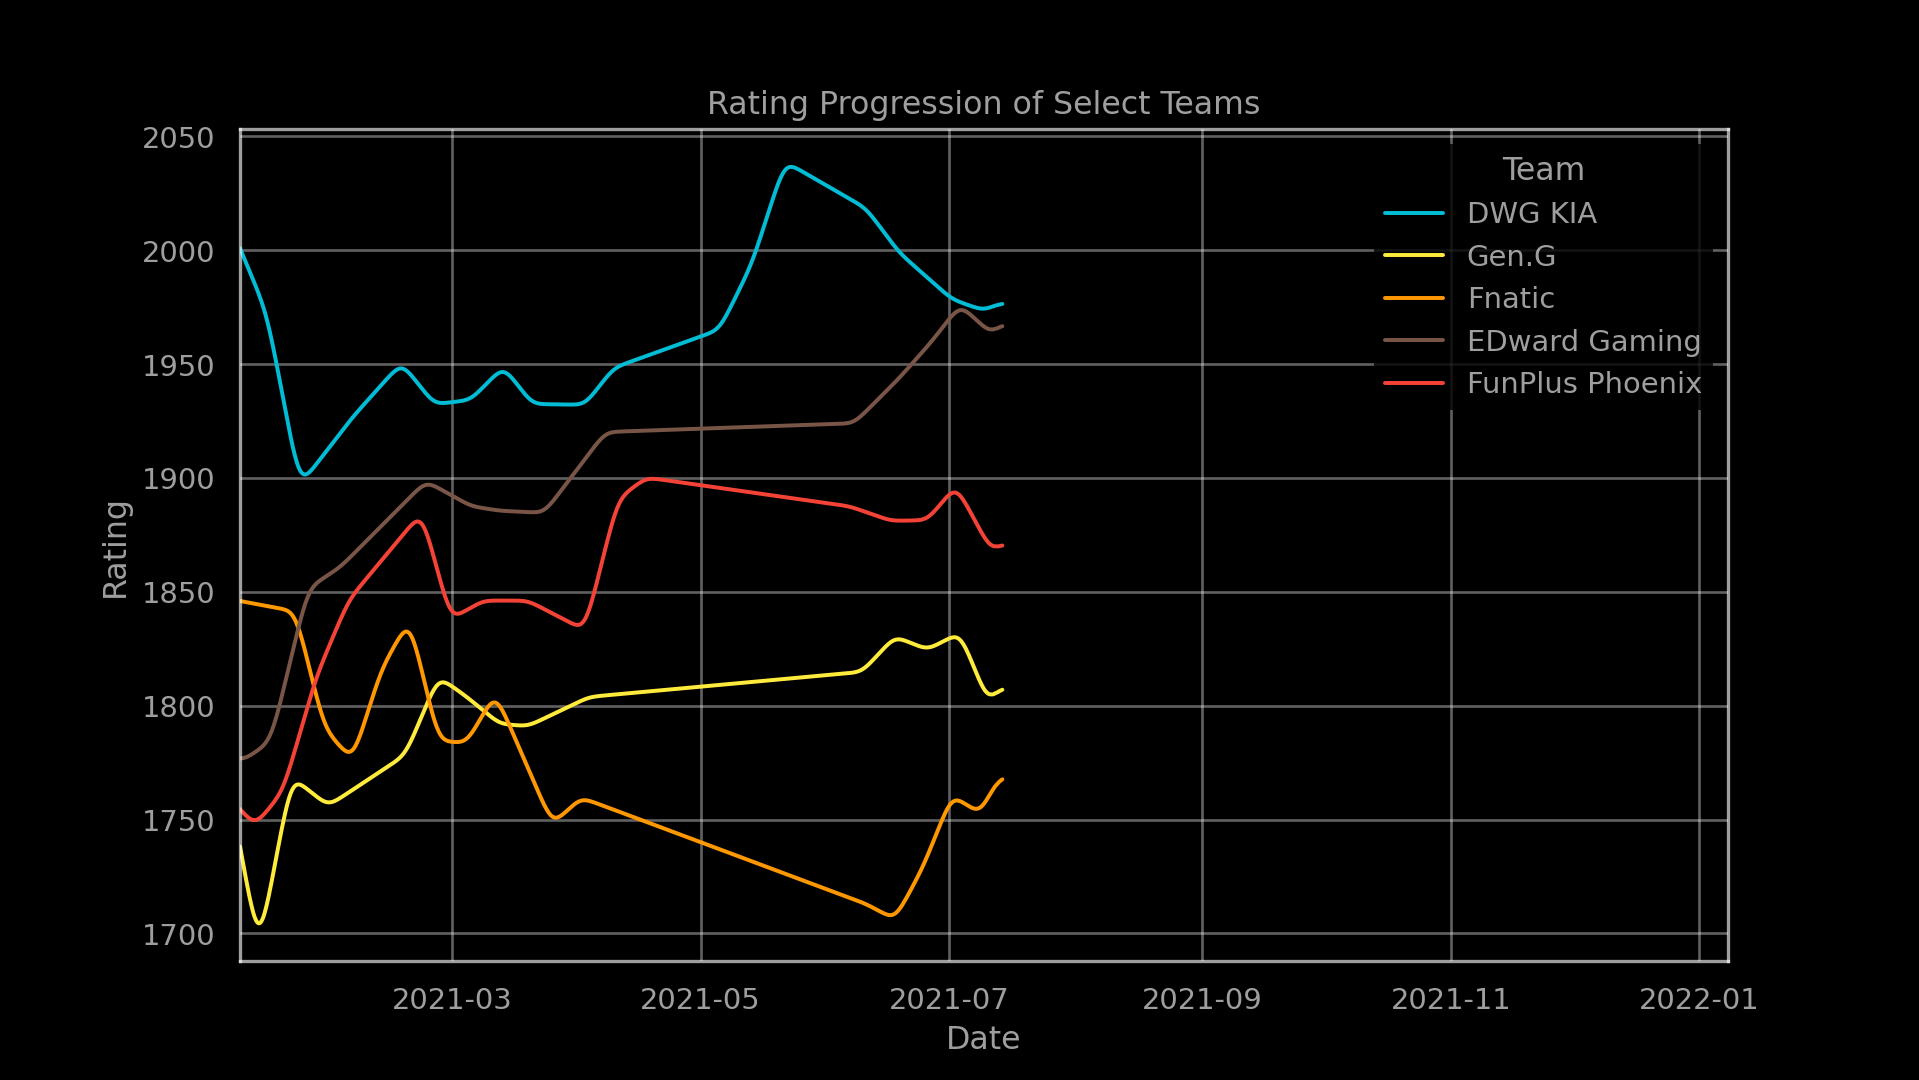 Rating Progression of Select Teams
2050
2000
1950
1900
1850
1800
1750
1700
Rating
Team
DWG KIA
Gen.G
Fnatic
EDward Gaming
FunPlus Phoenix
2021-03 2021-05 2021-07 2021-09 2021-11 2022-01
Date